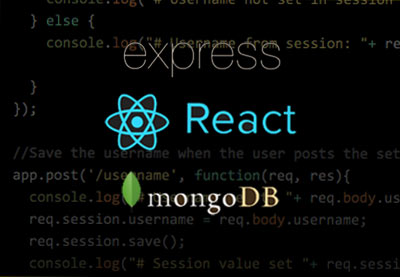 console.log("# Username not set in session
} else {
console.log("# Username from session: "+ re
express
}
});
React
//Save the username when the user posts the set
app.post('/username', function(req, res){
console.log("# "+ req.body.us
mongoDB
req.session.username = req.body.username;
req.session.save();
console.log("# Session value set "+ req.sessi